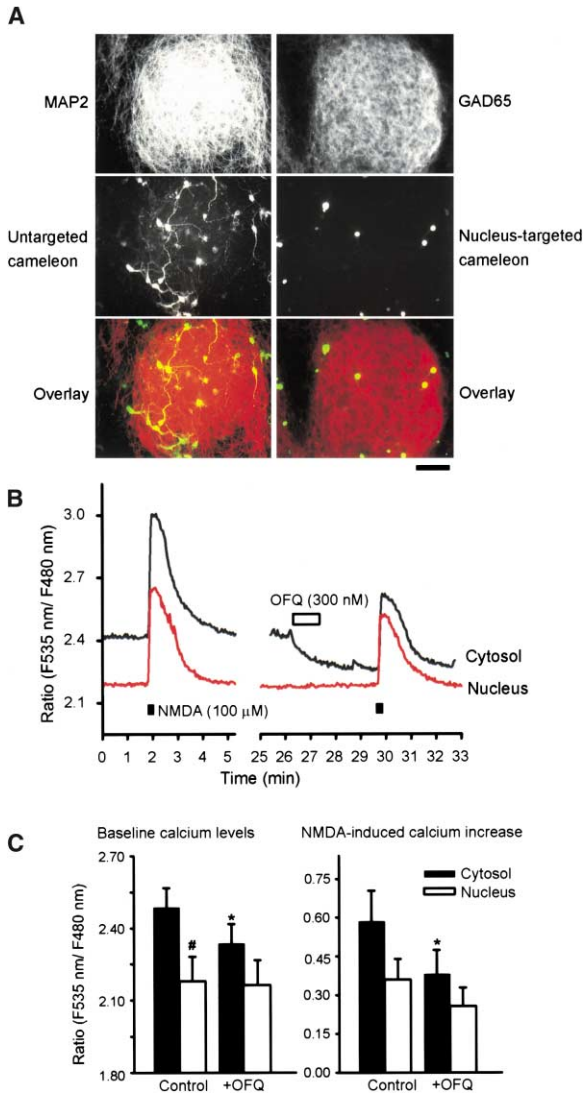 A
MAP2
GAD65
Untargeted
cameleon
Nucleus-targeted
cameleon
Overlay
Overlay
B
Ratio (F535 nm/ F480 nm)
3.0
2.7
2.4
2.1
OFQ (300 nM)
Cytosol
Nucleus
NMDA (100 μM)
0 1 2 3 4 5 25 26 27 28 29 30 31 32 33
Time (min)
C
Baseline calcium levels
NMDA-induced calcium increase
Ratio (F535 nm/ F480 nm)
2.70
2.40
2.10
1.80
#
*
Control +OFQ
0.75
0.60
0.45
0.30
0.15
0.00
Cytosol
Nucleus
*
Control +OFQ